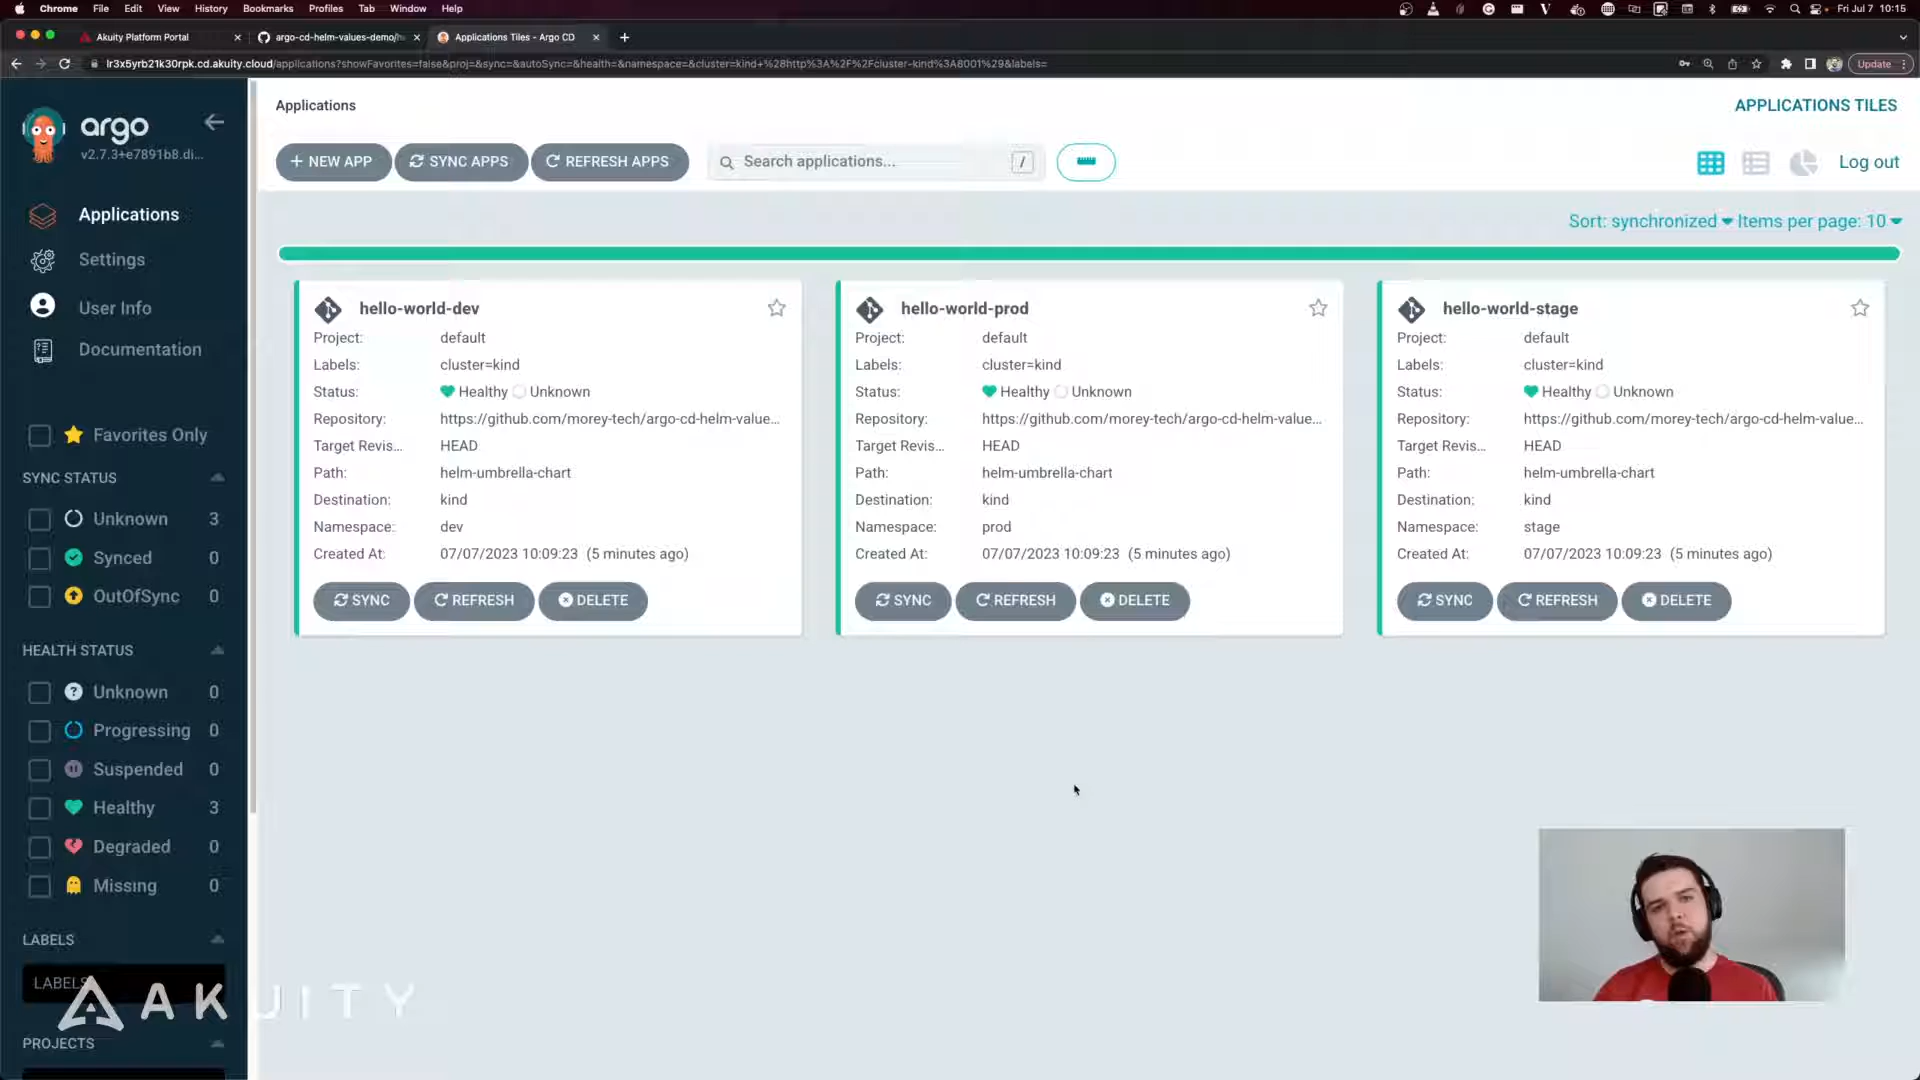 Chrome File Edit View History Bookmarks Profiles Tab Window Help Fri Jul 7 10:15
Akuity Platform Portal argo-cd-helm-values-demo/h Applications Tiles - Argo CD
lr3x5yrb21k30rpk.cd.akuity.cloud/applications?showFavorites=false&proj=&sync=&autoSync=&health=&namespace=&cluster=kind+%28http%3A%2F%2Fcluster-kind%3A8001%29&labels= Update
argo
v2.7.3+e7891b8.di...
Applications
Settings
User Info
Documentation
Favorites Only
SYNC STATUS
Unknown 3
Synced 0
OutOfSync 0
HEALTH STATUS
Unknown 0
Progressing 0
Suspended 0
Healthy 3
Degraded 0
Missing 0
LABELS
LABELS
AKUITY
PROJECTS
Applications APPLICATIONS TILES
+ NEW APP SYNC APPS REFRESH APPS Search applications... / Log out
Sort: synchronized Items per page: 10
hello-world-dev
Project: default
Labels: cluster=kind
Status: Healthy Unknown
Repository: https://github.com/morey-tech/argo-cd-helm-value...
Target Revis... HEAD
Path: helm-umbrella-chart
Destination: kind
Namespace: dev
Created At: 07/07/2023 10:09:23 (5 minutes ago)
SYNC REFRESH DELETE
hello-world-prod
Project: default
Labels: cluster=kind
Status: Healthy Unknown
Repository: https://github.com/morey-tech/argo-cd-helm-value...
Target Revis... HEAD
Path: helm-umbrella-chart
Destination: kind
Namespace: prod
Created At: 07/07/2023 10:09:23 (5 minutes ago)
SYNC REFRESH DELETE
hello-world-stage
Project: default
Labels: cluster=kind
Status: Healthy Unknown
Repository: https://github.com/morey-tech/argo-cd-helm-value...
Target Revis... HEAD
Path: helm-umbrella-chart
Destination: kind
Namespace: stage
Created At: 07/07/2023 10:09:23 (5 minutes ago)
SYNC REFRESH DELETE